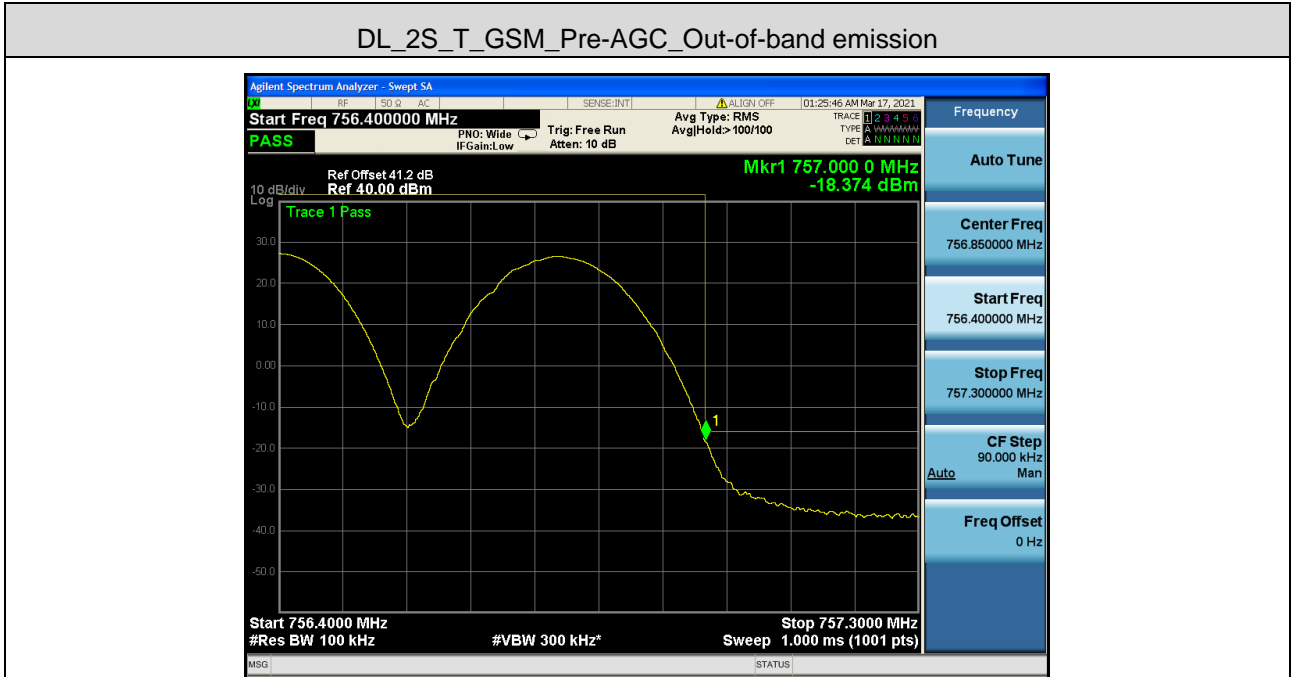 DL_2S_T_GSM_Pre-AGC_Out-of-band emission
Agilent Spectrum Analyzer - Swept SA
LXI RF 50 Ω AC SENSE:INT ALIGN OFF 01:25:46 AM Mar 17, 2021
Start Freq 756.400000 MHz
PASS
PNO: Wide
IFGain:Low
Trig: Free Run
Atten: 10 dB
Avg Type: RMS
Avg|Hold:>100/100
TRACE 1 2 3 4 5 6
TYPE A WWWWW
DET A N N N N N
Mkr1 757.000 0 MHz
-18.374 dBm
Ref Offset 41.2 dB
10 dB/div Ref 40.00 dBm
Log
Trace 1 Pass
30.0
20.0
10.0
0.00
-10.0
1
-20.0
-30.0
-40.0
-50.0
Start 756.4000 MHz Stop 757.3000 MHz
#Res BW 100 kHz #VBW 300 kHz* Sweep 1.000 ms (1001 pts)
MSG STATUS
Frequency
Auto Tune
Center Freq
756.850000 MHz
Start Freq
756.400000 MHz
Stop Freq
757.300000 MHz
CF Step
90.000 kHz
Auto Man
Freq Offset
0 Hz